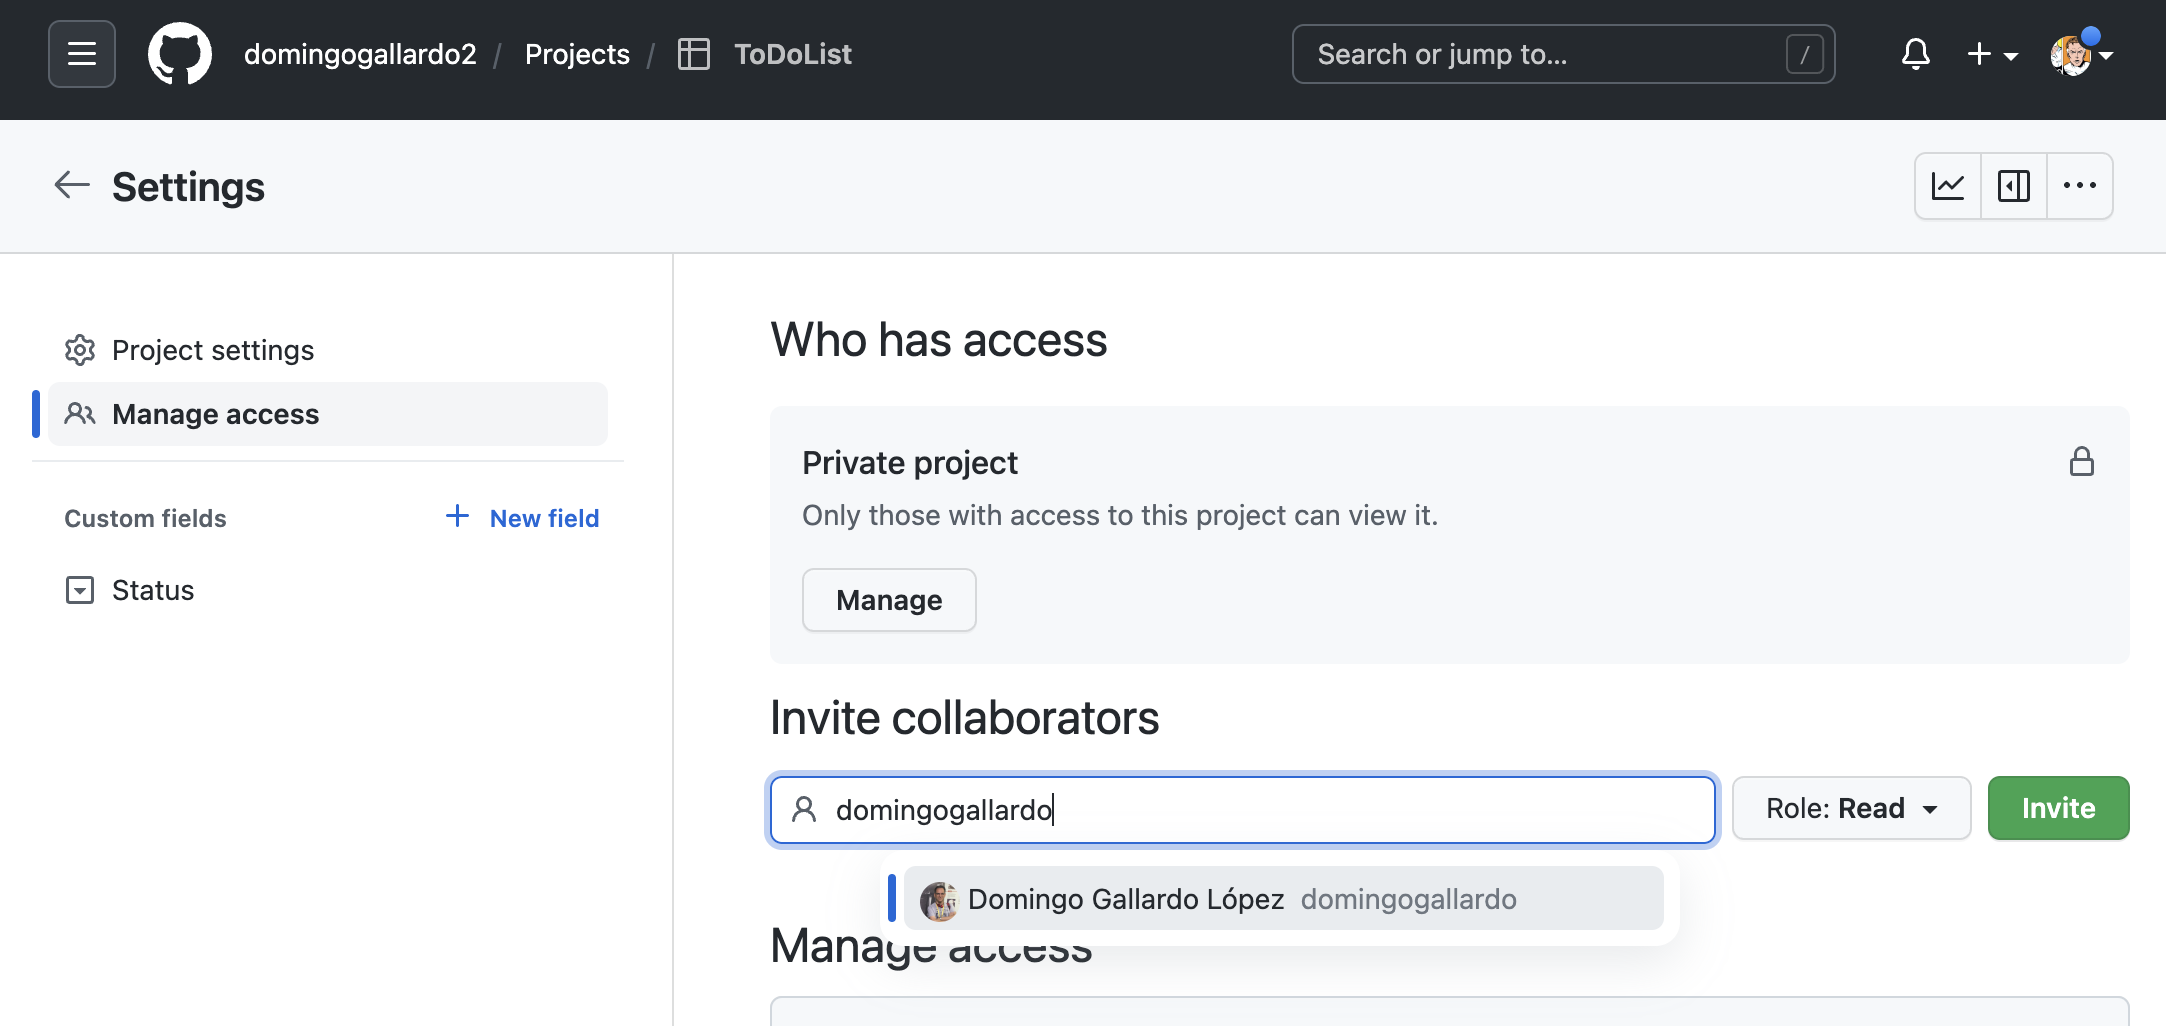 domingogallardo2 / Projects / ToDoList
Search or jump to...
/
Settings
Project settings
Manage access
Custom fields
New field
Status
Who has access
Private project
Only those with access to this project can view it.
Manage
Invite collaborators
domingogallardo
Role: Read
Invite
Domingo Gallardo López domingogallardo
Manage access